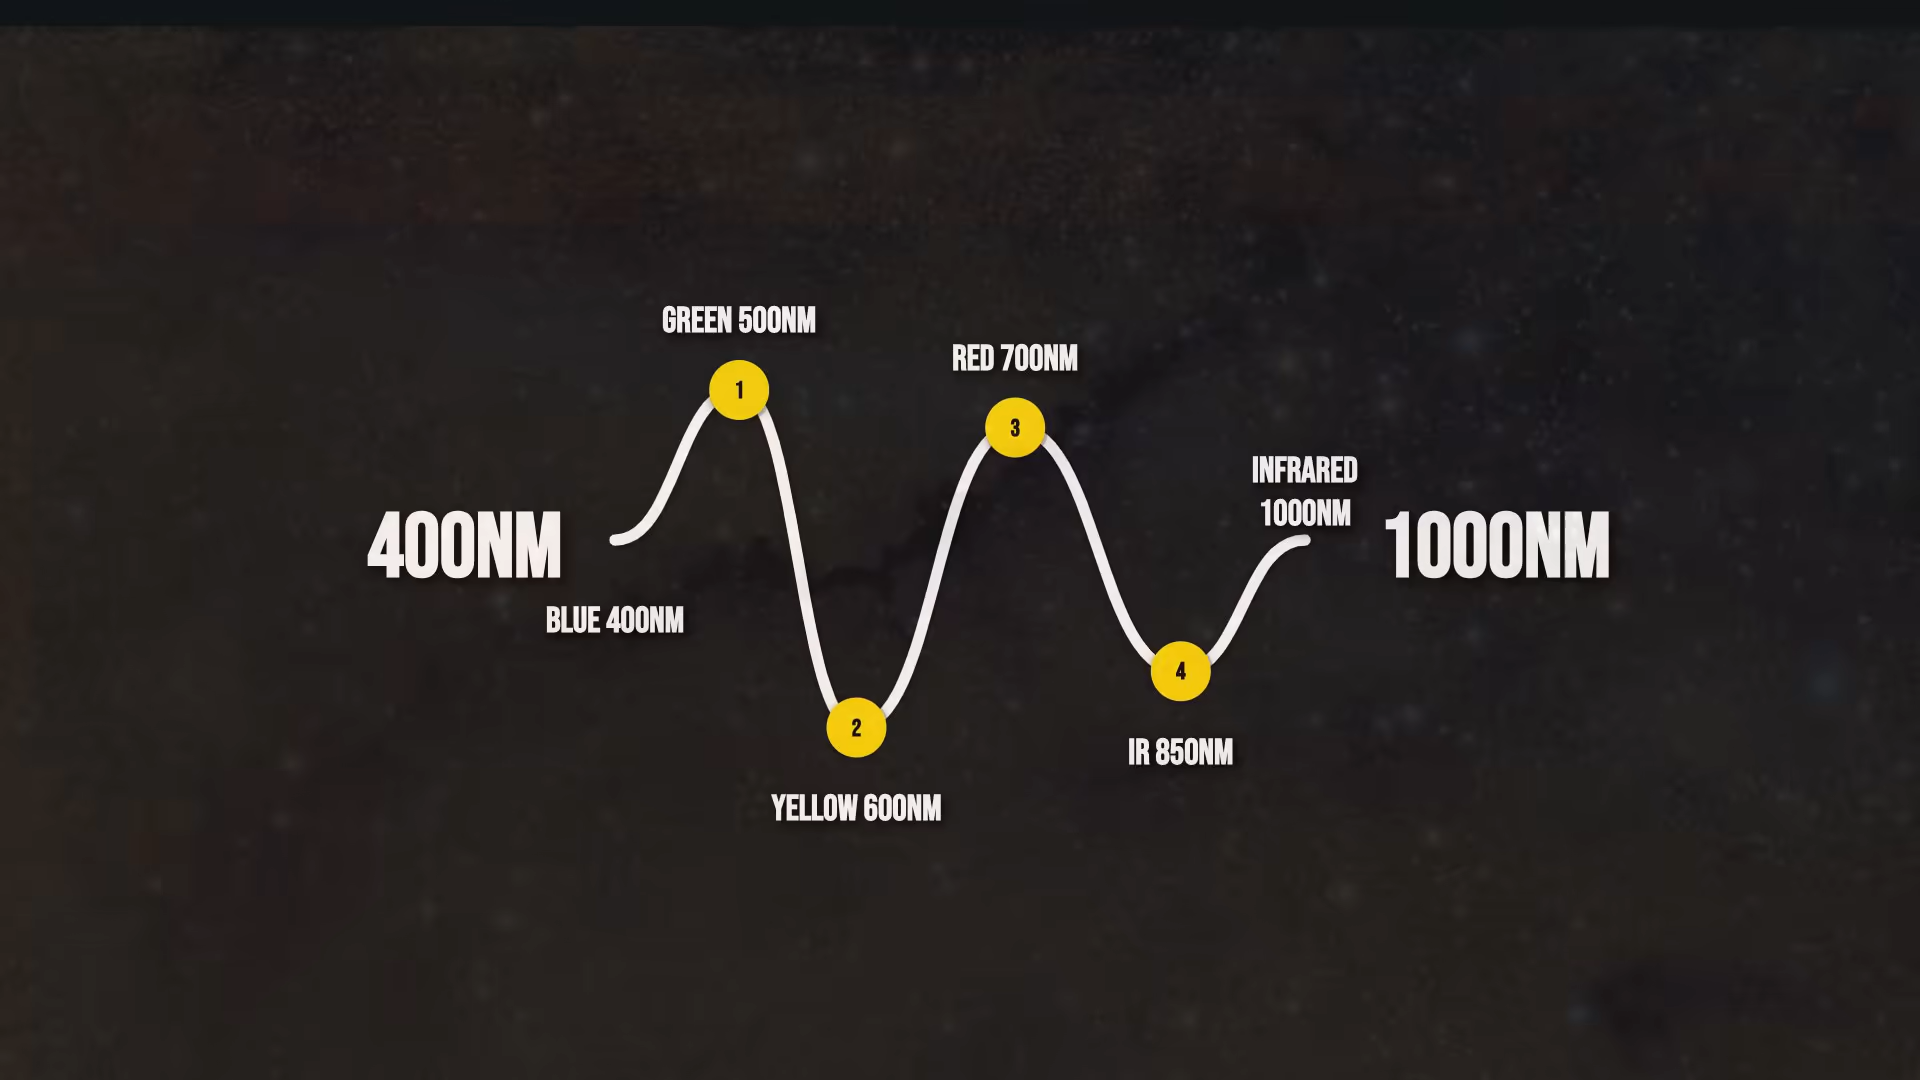 GREEN 500NM
1
RED 700NM
3
INFRARED
1000NM
400NM
1000NM
BLUE 400NM
4
2
IR 850NM
YELLOW 600NM